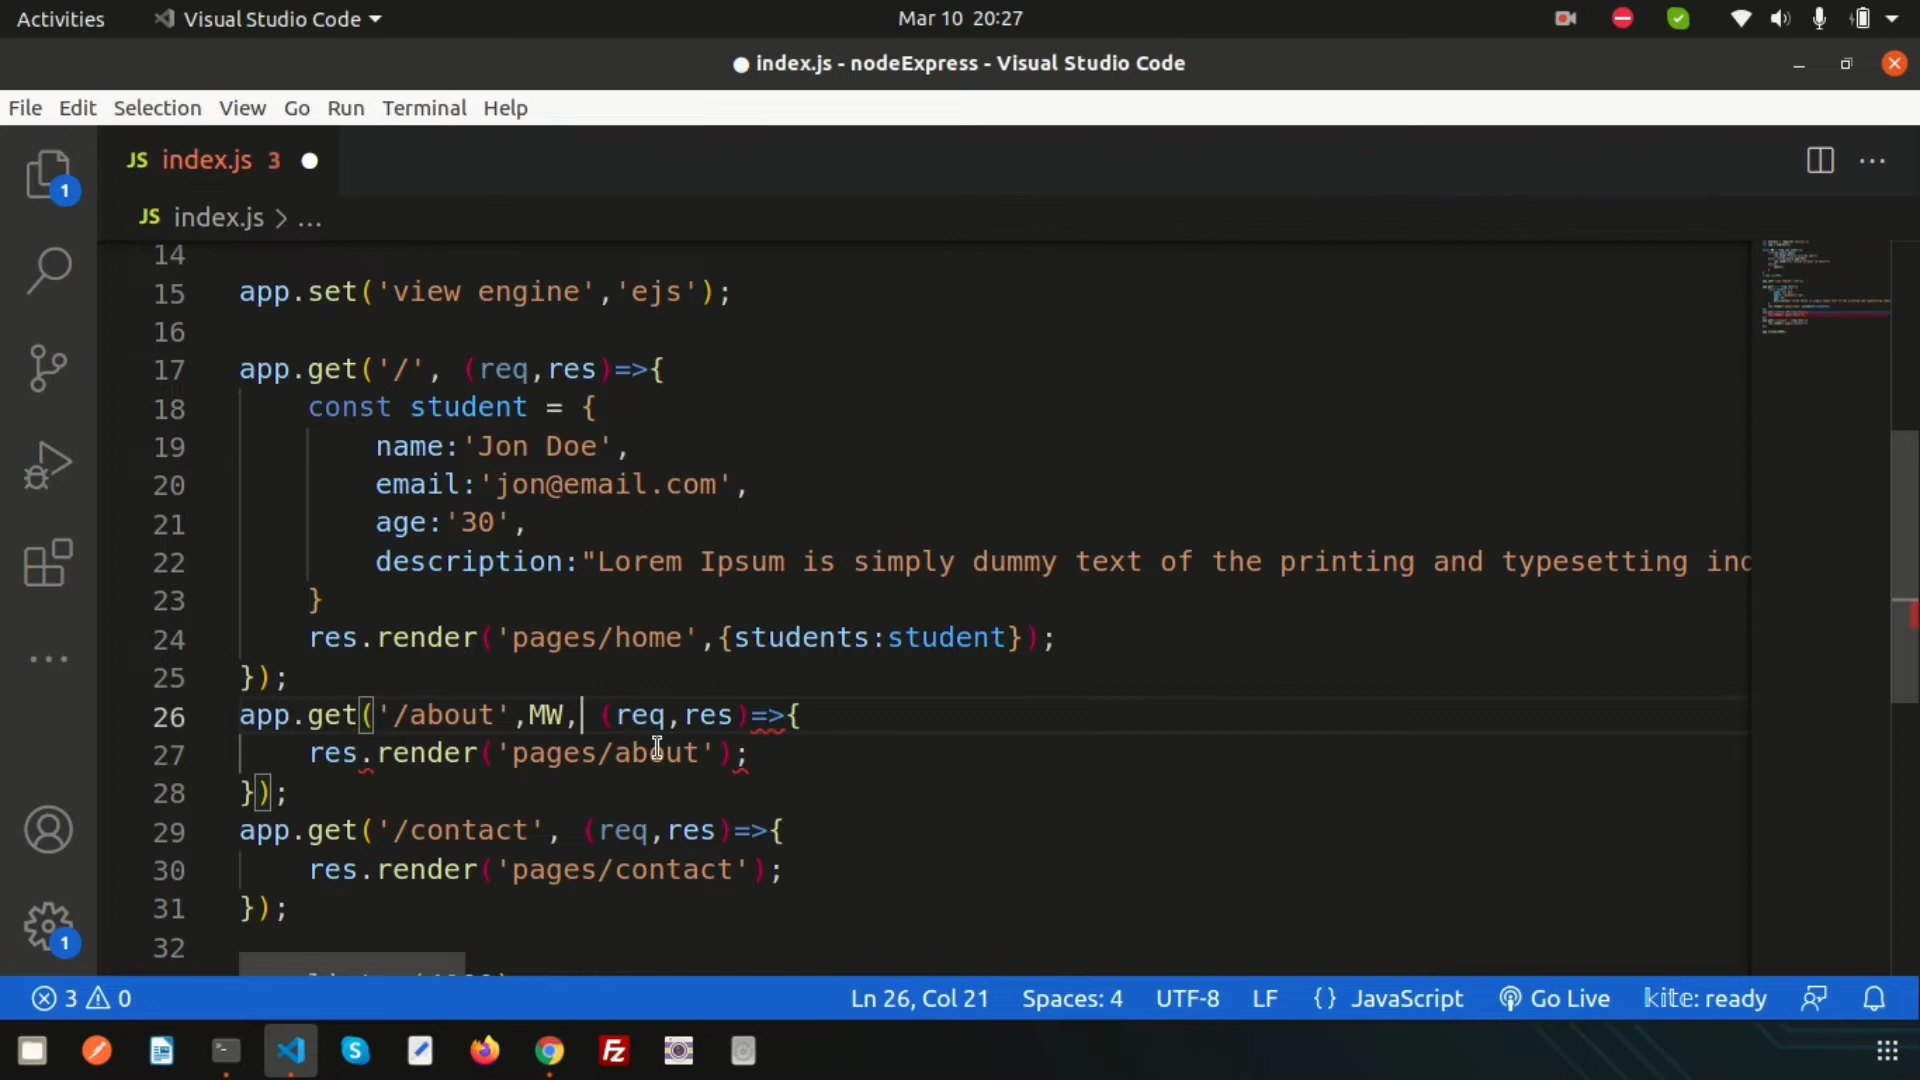 Activities Visual Studio Code Mar 10 20:27
index.js - nodeExpress - Visual Studio Code
File Edit Selection View Go Run Terminal Help
1 JS index.js 3
JS index.js > ...
14
15 app.set('view engine','ejs');
16
17 app.get('/', (req,res)=>{
18 const student = {
19 name:'Jon Doe',
20 email:'jon@email.com',
21 age:'30',
22 description:"Lorem Ipsum is simply dummy text of the printing and typesetting ind
23 }
24 res.render('pages/home',{students:student});
25 });
26 app.get('/about',MW, (req,res)=>{
27 res.render('pages/about');
28 });
29 app.get('/contact', (req,res)=>{
30 res.render('pages/contact');
31 });
32
1
3 0 Ln 26, Col 21 Spaces: 4 UTF-8 LF {} JavaScript Go Live kite: ready